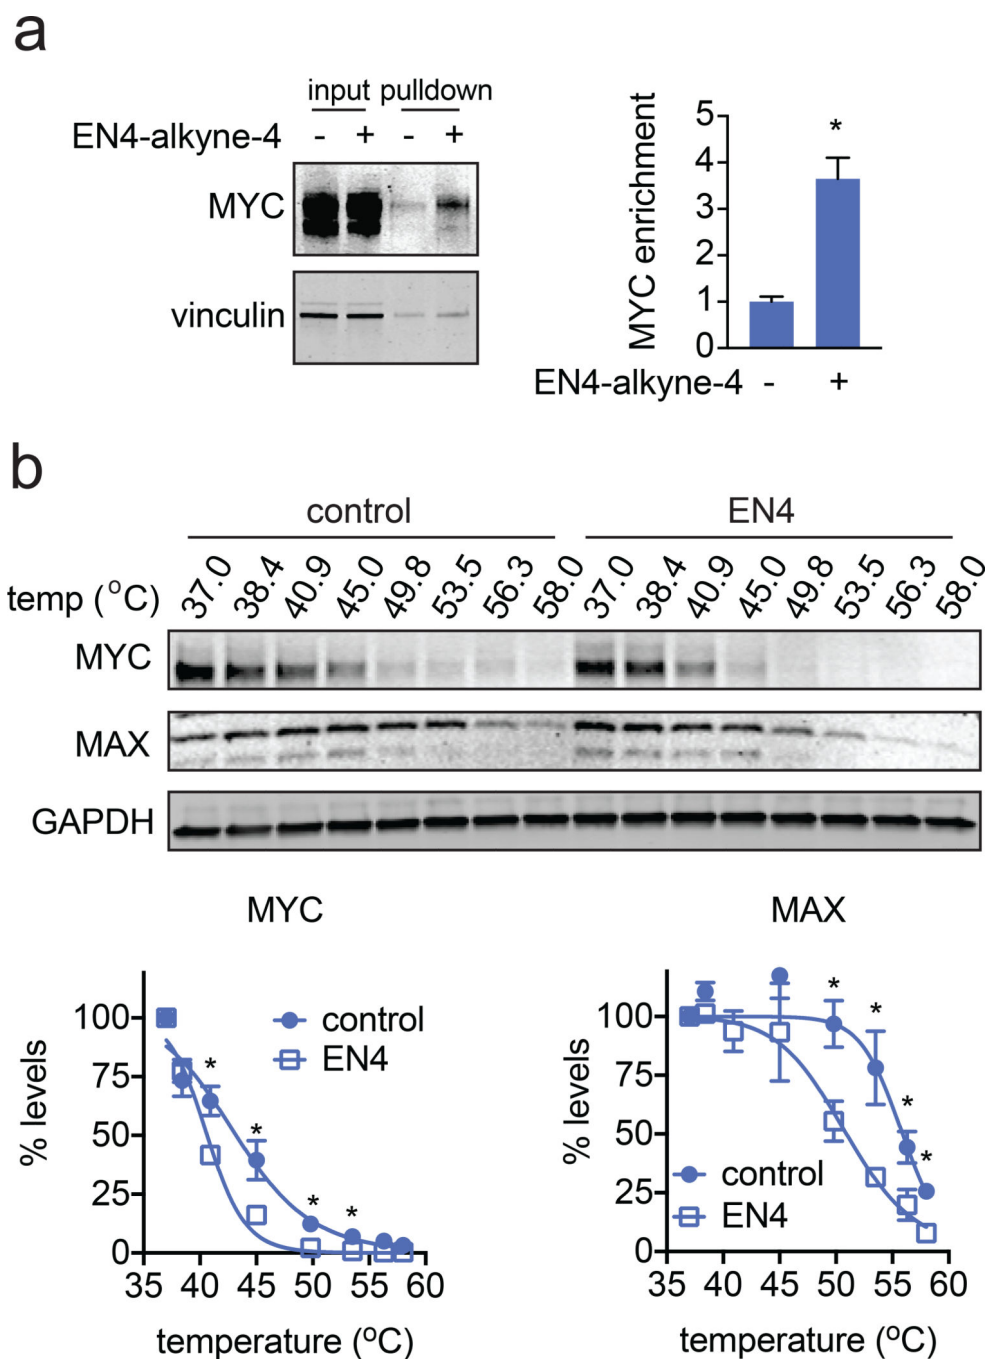 a
input pulldown
EN4-alkyne-4 - + - +
MYC
vinculin
MYC enrichment
5
4
3
2
1
0
*
EN4-alkyne-4 - +
b
control EN4
temp (°C) 37.0 38.4 40.9 45.0 49.8 53.5 56.3 58.0 37.0 38.4 40.9 45.0 49.8 53.5 56.3 58.0
MYC
MAX
GAPDH
MYC
% levels
100
75
50
25
0
control
EN4
* * * *
35 40 45 50 55 60
temperature (°C)
MAX
% levels
100
75
50
25
0
* * * *
control
EN4
35 40 45 50 55 60
temperature (°C)